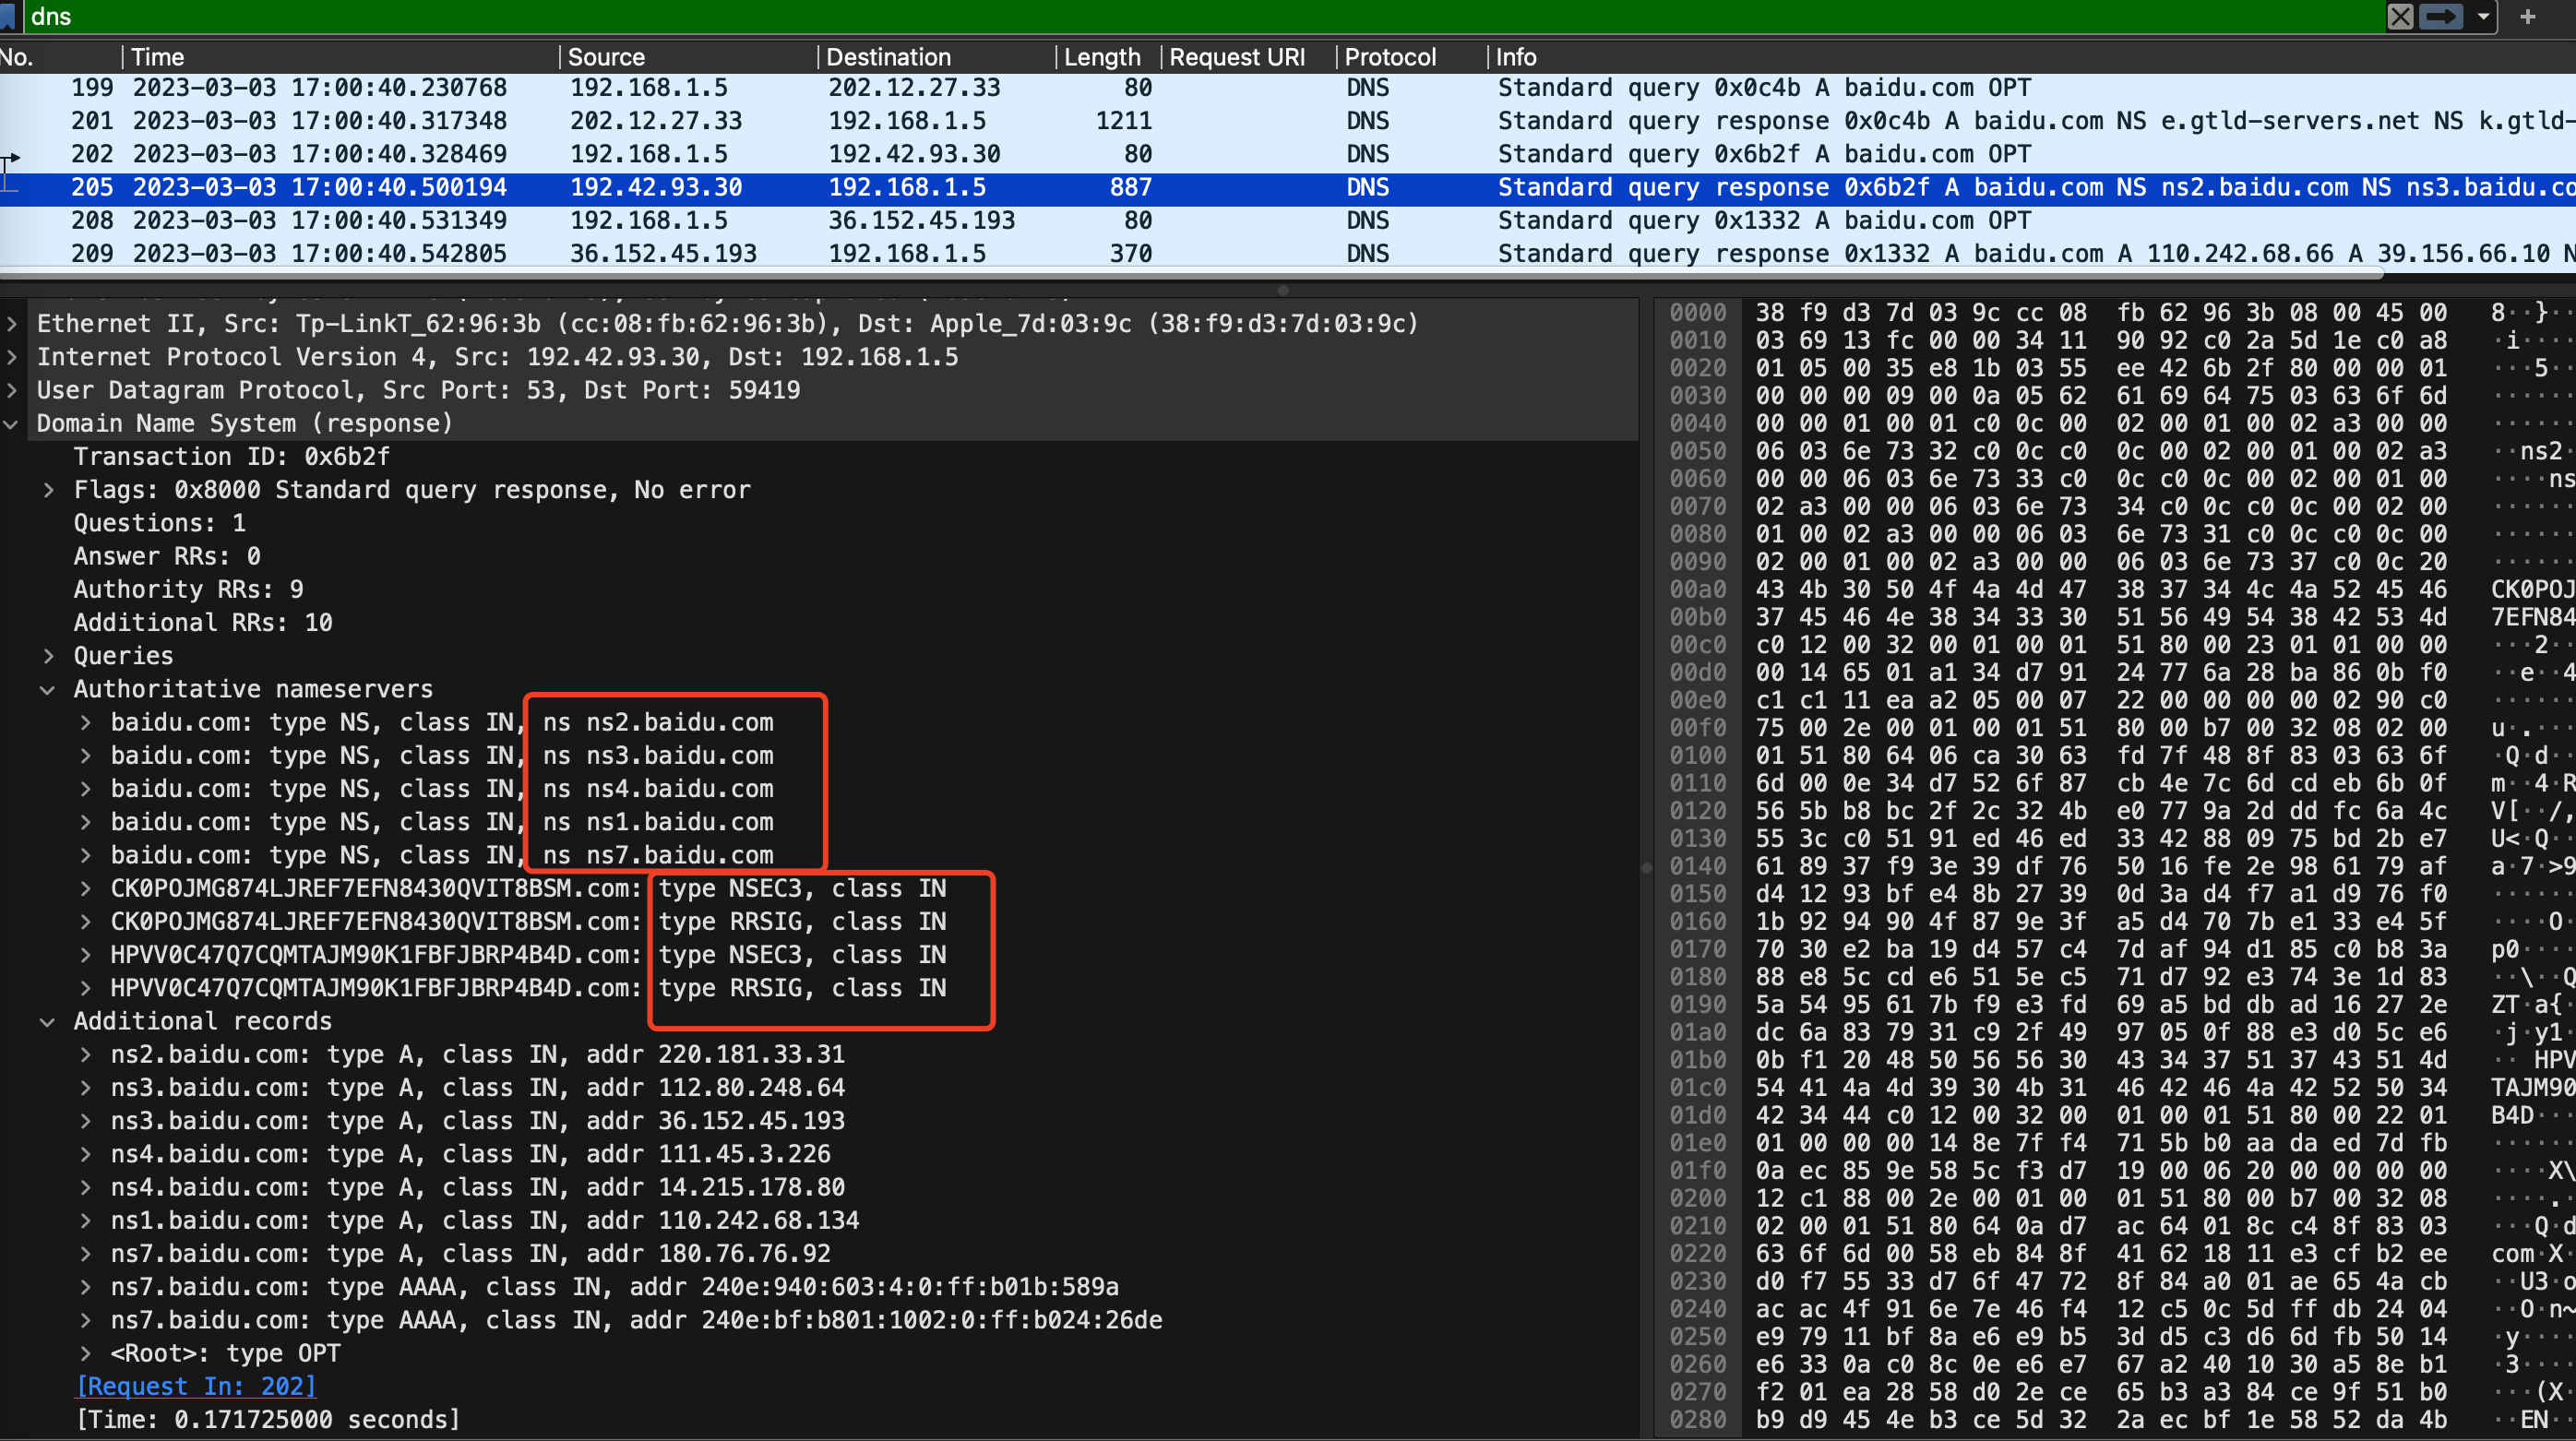 dns
No. Time Source Destination Length Request URI Protocol Info
199 2023-03-03 17:00:40.230768 192.168.1.5 202.12.27.33 80 DNS Standard query 0x0c4b A baidu.com OPT
201 2023-03-03 17:00:40.317348 202.12.27.33 192.168.1.5 1211 DNS Standard query response 0x0c4b A baidu.com NS e.gtld-servers.net NS k.gtld-
202 2023-03-03 17:00:40.328469 192.168.1.5 192.42.93.30 80 DNS Standard query 0x6b2f A baidu.com OPT
205 2023-03-03 17:00:40.500194 192.42.93.30 192.168.1.5 887 DNS Standard query response 0x6b2f A baidu.com NS ns2.baidu.com NS ns3.baidu.co
208 2023-03-03 17:00:40.531349 192.168.1.5 36.152.45.193 80 DNS Standard query 0x1332 A baidu.com OPT
209 2023-03-03 17:00:40.542805 36.152.45.193 192.168.1.5 370 DNS Standard query response 0x1332 A baidu.com A 110.242.68.66 A 39.156.66.10 N
Ethernet II, Src: Tp-LinkT_62:96:3b (cc:08:fb:62:96:3b), Dst: Apple_7d:03:9c (38:f9:d3:7d:03:9c)
Internet Protocol Version 4, Src: 192.42.93.30, Dst: 192.168.1.5
User Datagram Protocol, Src Port: 53, Dst Port: 59419
Domain Name System (response)
Transaction ID: 0x6b2f
Flags: 0x8000 Standard query response, No error
Questions: 1
Answer RRs: 0
Authority RRs: 9
Additional RRs: 10
Queries
Authoritative nameservers
baidu.com: type NS, class IN, ns ns2.baidu.com
baidu.com: type NS, class IN, ns ns3.baidu.com
baidu.com: type NS, class IN, ns ns4.baidu.com
baidu.com: type NS, class IN, ns ns1.baidu.com
baidu.com: type NS, class IN, ns ns7.baidu.com
CK0POJMG874LJREF7EFN8430QVIT8BSM.com: type NSEC3, class IN
CK0POJMG874LJREF7EFN8430QVIT8BSM.com: type RRSIG, class IN
HPVV0C47Q7CQMTAJM90K1FBFJBRP4B4D.com: type NSEC3, class IN
HPVV0C47Q7CQMTAJM90K1FBFJBRP4B4D.com: type RRSIG, class IN
Additional records
ns2.baidu.com: type A, class IN, addr 220.181.33.31
ns3.baidu.com: type A, class IN, addr 112.80.248.64
ns3.baidu.com: type A, class IN, addr 36.152.45.193
ns4.baidu.com: type A, class IN, addr 111.45.3.226
ns4.baidu.com: type A, class IN, addr 14.215.178.80
ns1.baidu.com: type A, class IN, addr 110.242.68.134
ns7.baidu.com: type A, class IN, addr 180.76.76.92
ns7.baidu.com: type AAAA, class IN, addr 240e:940:603:4:0:ff:b01b:589a
ns7.baidu.com: type AAAA, class IN, addr 240e:bf:b801:1002:0:ff:b024:26de
<Root>: type OPT
[Request In: 202]
[Time: 0.171725000 seconds]
0000 38 f9 d3 7d 03 9c cc 08 fb 62 96 3b 08 00 45 00 8··}··
0010 03 69 13 fc 00 00 34 11 90 92 c0 2a 5d 1e c0 a8 ·i····
0020 01 05 00 35 e8 1b 03 55 ee 42 6b 2f 80 00 00 01 ···5··
0030 00 00 00 09 00 0a 05 62 61 69 64 75 03 63 6f 6d ······
0040 00 00 01 00 01 c0 0c 00 02 00 01 00 02 a3 00 00 ······
0050 06 03 6e 73 32 c0 0c c0 0c 00 02 00 01 00 02 a3 ··ns2·
0060 00 00 06 03 6e 73 33 c0 0c c0 0c 00 02 00 01 00 ····ns
0070 02 a3 00 00 06 03 6e 73 34 c0 0c c0 0c 00 02 00 ······
0080 01 00 02 a3 00 00 06 03 6e 73 31 c0 0c c0 0c 00 ······
0090 02 00 01 00 02 a3 00 00 06 03 6e 73 37 c0 0c 20 ······
00a0 43 4b 30 50 4f 4a 4d 47 38 37 34 4c 4a 52 45 46 CK0POJ
00b0 37 45 46 4e 38 34 33 30 51 56 49 54 38 42 53 4d 7EFN84
00c0 c0 12 00 32 00 01 00 01 51 80 00 23 01 01 00 00 ···2··
00d0 00 14 65 01 a1 34 d7 91 24 77 6a 28 ba 86 0b f0 ··e··4
00e0 c1 c1 11 ea a2 05 00 07 22 00 00 00 00 02 90 c0 ······
00f0 75 00 2e 00 01 00 01 51 80 00 b7 00 32 08 02 00 u·.···
0100 01 51 80 64 06 ca 30 63 fd 7f 48 8f 83 03 63 6f ·Q·d··
0110 6d 00 0e 34 d7 52 6f 87 cb 4e 7c 6d cd eb 6b 0f m··4·R
0120 56 5b b8 bc 2f 2c 32 4b e0 77 9a 2d dd fc 6a 4c V[··/,
0130 55 3c c0 51 91 ed 46 ed 33 42 88 09 75 bd 2b e7 U<·Q··
0140 61 89 37 f9 3e 39 df 76 50 16 fe 2e 98 61 79 af a·7·>9
0150 d4 12 93 bf e4 8b 27 39 0d 3a d4 f7 a1 d9 76 f0 ······
0160 1b 92 94 90 4f 87 9e 3f a5 d4 70 7b e1 33 e4 5f ····O·
0170 70 30 e2 ba 19 d4 57 c4 7d af 94 d1 85 c0 b8 3a p0····
0180 88 e8 5c cd e6 51 5e c5 71 d7 92 e3 74 3e 1d 83 ··\··Q
0190 5a 54 95 61 7b f9 e3 fd 69 a5 bd db ad 16 27 2e ZT·a{·
01a0 dc 6a 83 79 31 c9 2f 49 97 05 0f 88 e3 d0 5c e6 ·j·y1·
01b0 0b f1 20 48 50 56 56 30 43 34 37 51 37 43 51 4d ·· HPV
01c0 54 41 4a 4d 39 30 4b 31 46 42 46 4a 42 52 50 34 TAJM90
01d0 42 34 44 c0 12 00 32 00 01 00 01 51 80 00 22 01 B4D···
01e0 01 00 00 00 14 8e 7f f4 71 5b b0 aa da ed 7d fb ······
01f0 0a ec 85 9e 58 5c f3 d7 19 00 06 20 00 00 00 00 ····X\
0200 12 c1 88 00 2e 00 01 00 01 51 80 00 b7 00 32 08 ····.·
0210 02 00 01 51 80 64 0a d7 ac 64 01 8c c4 8f 83 03 ···Q·d
0220 63 6f 6d 00 58 eb 84 8f 41 62 18 11 e3 cf b2 ee com·X·
0230 d0 f7 55 33 d7 6f 47 72 8f 84 a0 01 ae 65 4a cb ··U3·o
0240 ac ac 4f 91 6e 7e 46 f4 12 c5 0c 5d ff db 24 04 ··O·n~
0250 e9 79 11 bf 8a e6 e9 b5 3d d5 c3 d6 6d fb 50 14 ·y····
0260 e6 33 0a c0 8c 0e e6 e7 67 a2 40 10 30 a5 8e b1 ·3····
0270 f2 01 ea 28 58 d0 2e ce 65 b3 a3 84 ce 9f 51 b0 ···(X·
0280 b9 d9 45 4e b3 ce 5d 32 2a ec bf 1e 58 52 da 4b ··EN··